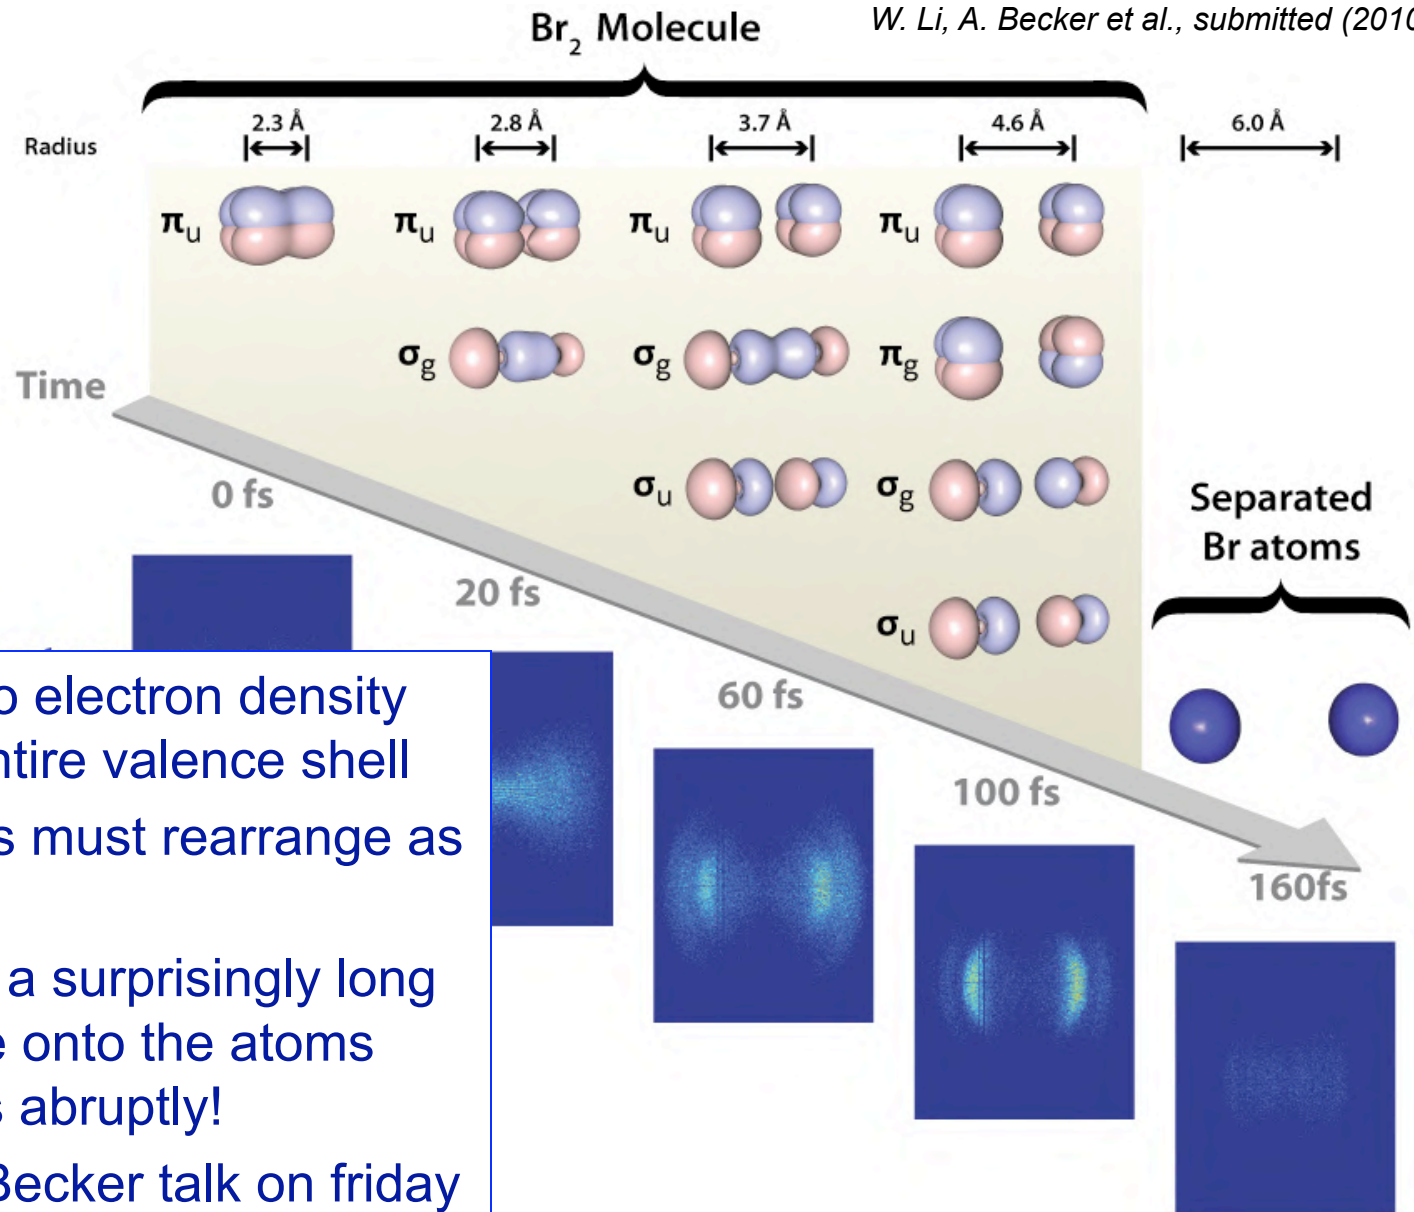 W. Li, A. Becker et al., submitted (2010
Br2 Molecule
Radius
2.3 Å
2.8 Å
3.7 Å
4.6 Å
6.0 Å
πu
πu
πu
πu
σg
σg
πg
Time
σu
σg
0 fs
Separated
Br atoms
20 fs
σu
60 fs
100 fs
160fs
o electron density
ntire valence shell
s must rearrange as
a surprisingly long
e onto the atoms
s abruptly!
Becker talk on friday